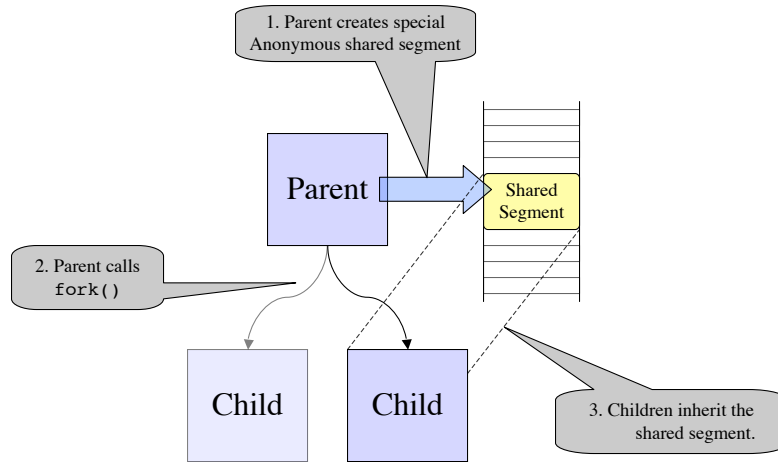 1. Parent creates special
Anonymous shared segment
Parent
Shared
Segment
2. Parent calls
fork()
Child
Child
3. Children inherit the
shared segment.